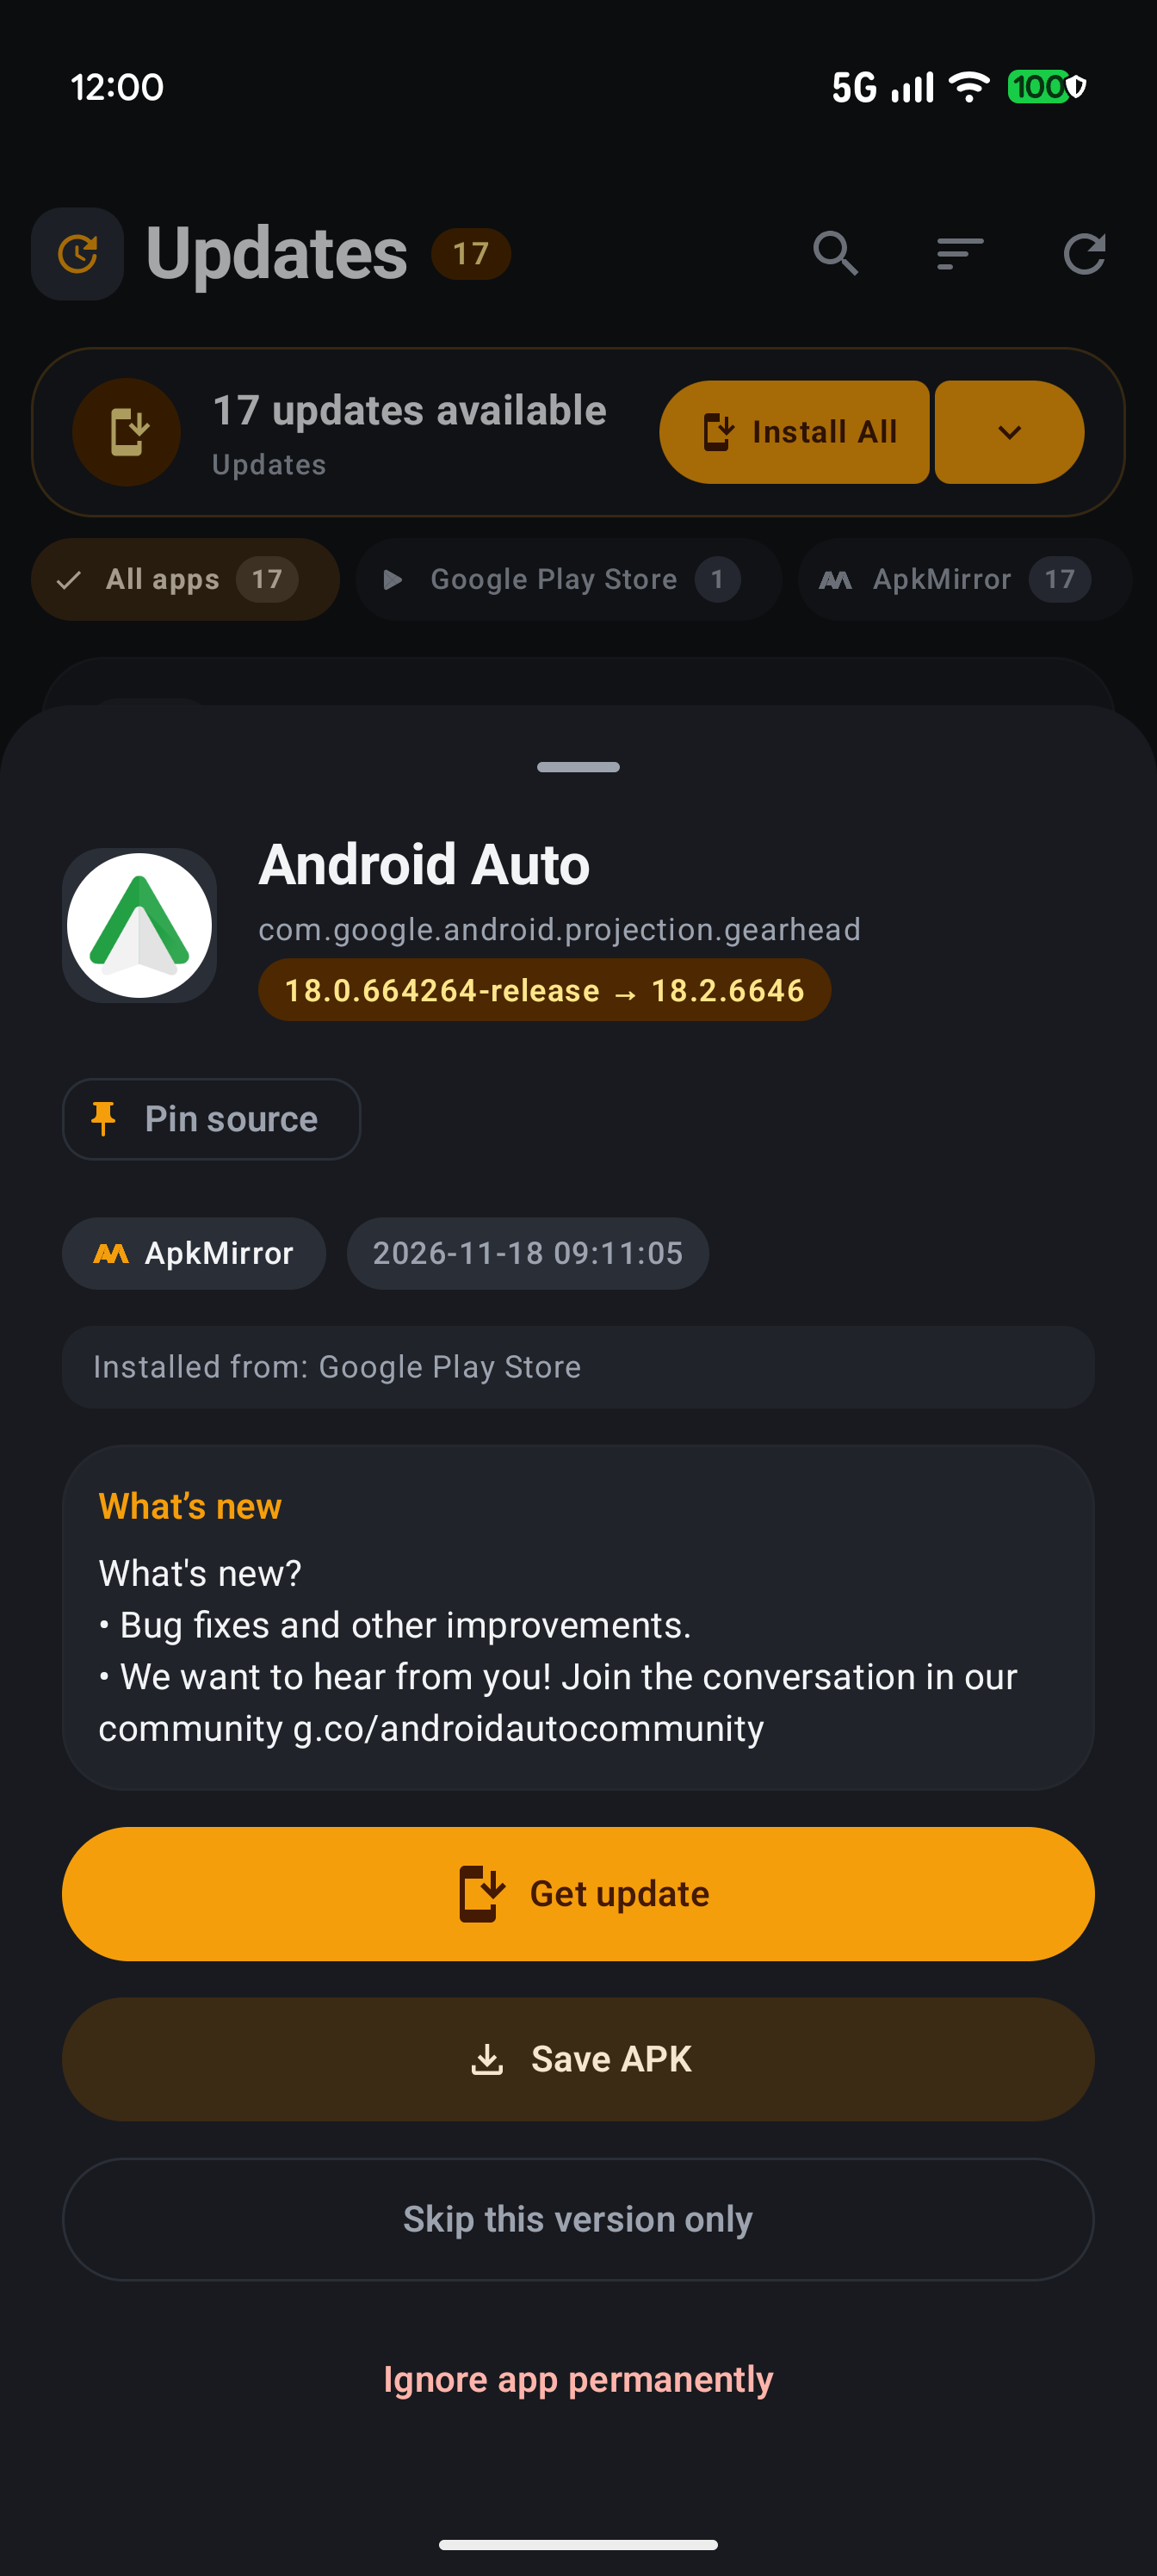 12:00
5G
100
Updates 17
17 updates available
Updates
Install All
All apps 17
Google Play Store 1
ApkMirror 17
Android Auto
com.google.android.projection.gearhead
18.0.664264-release → 18.2.6646
Pin source
ApkMirror
2026-11-18 09:11:05
Installed from: Google Play Store
What’s new
What's new?
• Bug fixes and other improvements.
• We want to hear from you! Join the conversation in our
community g.co/androidautocommunity
Get update
Save APK
Skip this version only
Ignore app permanently